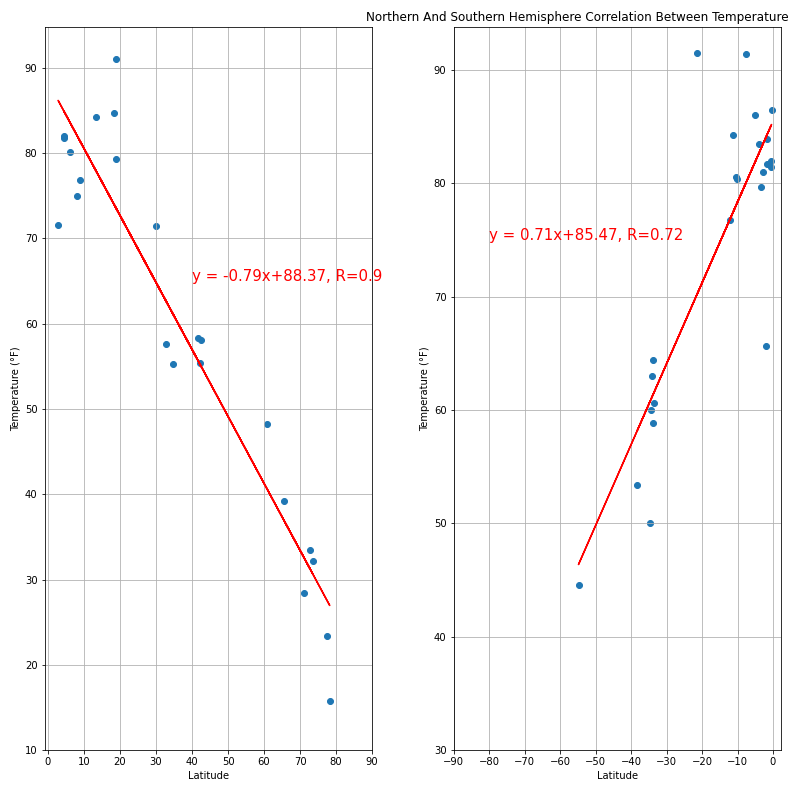 Northern And Southern Hemisphere Correlation Between Temperature
90
80
70
60
50
40
30
20
10
Temperature (°F)
y = -0.79x+88.37, R=0.9
0 10 20 30 40 50 60 70 80 90
Latitude
90
80
70
60
50
40
30
Temperature (°F)
y = 0.71x+85.47, R=0.72
−90 −80 −70 −60 −50 −40 −30 −20 −10 0
Latitude